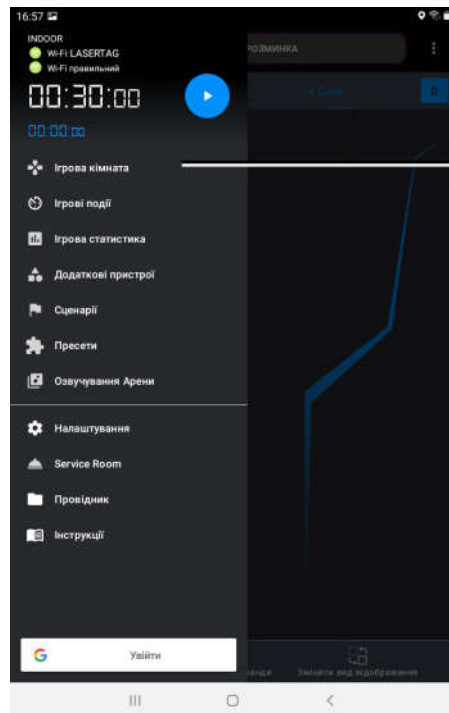 16:57
INDOOR
Wi-Fi: LASERTAG
РОЗМИНКА
Wi-Fi правильний
00:30:00
00:00:00
Ігрова кімната
Ігрові події
Ігрова статистика
Додаткові пристрої
Сценарії
Пресети
Озвучування Арени
Налаштування
Service Room
Провідник
Інструкції
G Увійти
Змінити вид відображення